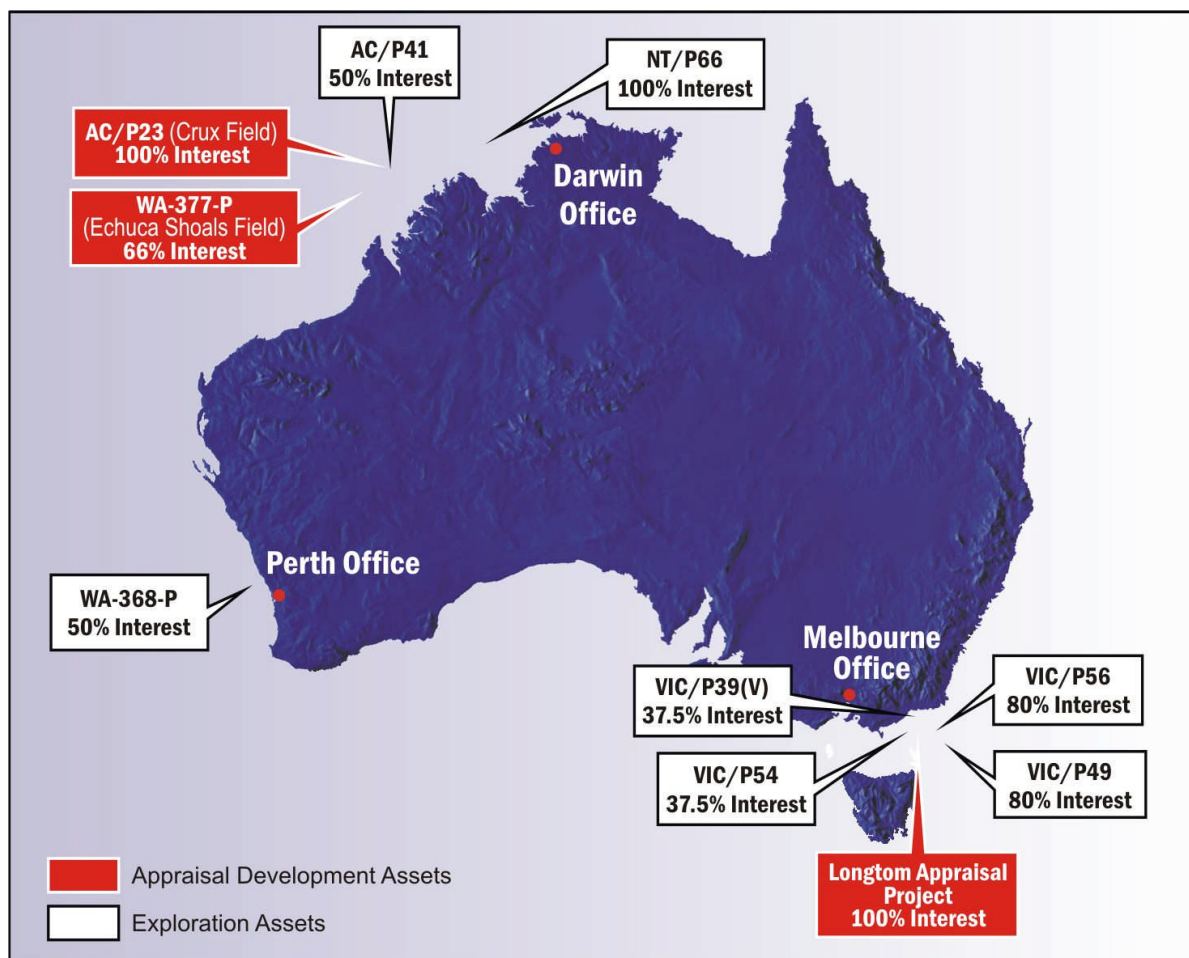 AC/P41
50% Interest
NT/P66
100% Interest
AC/P23 (Crux Field)
100% Interest
WA-377-P
(Echuca Shoals Field)
66% Interest
Darwin
Office
Perth Office
WA-368-P
50% Interest
Melbourne
Office
VIC/P39(V)
37.5% Interest
VIC/P56
80% Interest
VIC/P54
37.5% Interest
VIC/P49
80% Interest
Longtom Appraisal
Project
100% Interest
Appraisal Development Assets
Exploration Assets